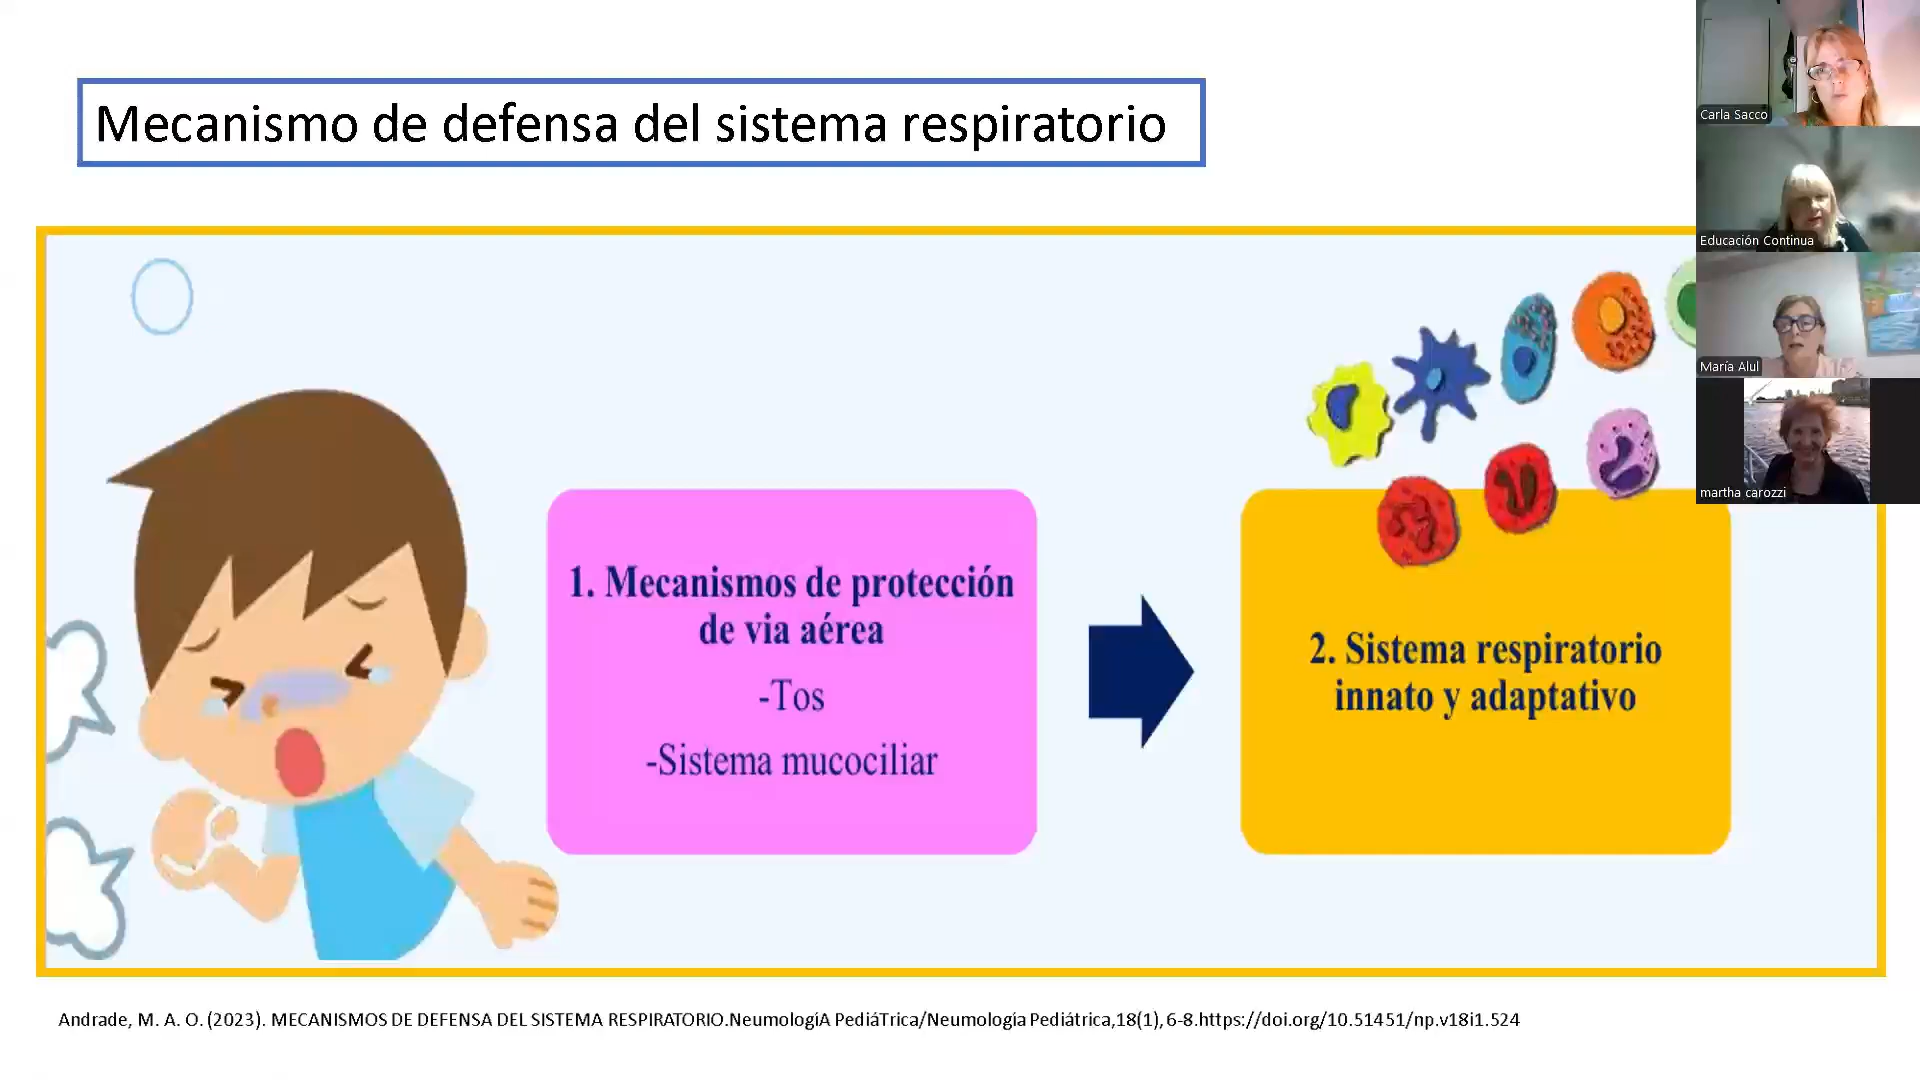 Mecanismo de defensa del sistema respiratorio
Carla Sacco
Educación Continua
María Alul
martha carozzi
1. Mecanismos de protección
de via aérea
-Tos
-Sistema mucociliar
2. Sistema respiratorio
innato y adaptativo
Andrade, M. A. O. (2023). MECANISMOS DE DEFENSA DEL SISTEMA RESPIRATORIO.NeumologíA PediáTrica/Neumología Pediátrica,18(1), 6-8.https://doi.org/10.51451/np.v18i1.524